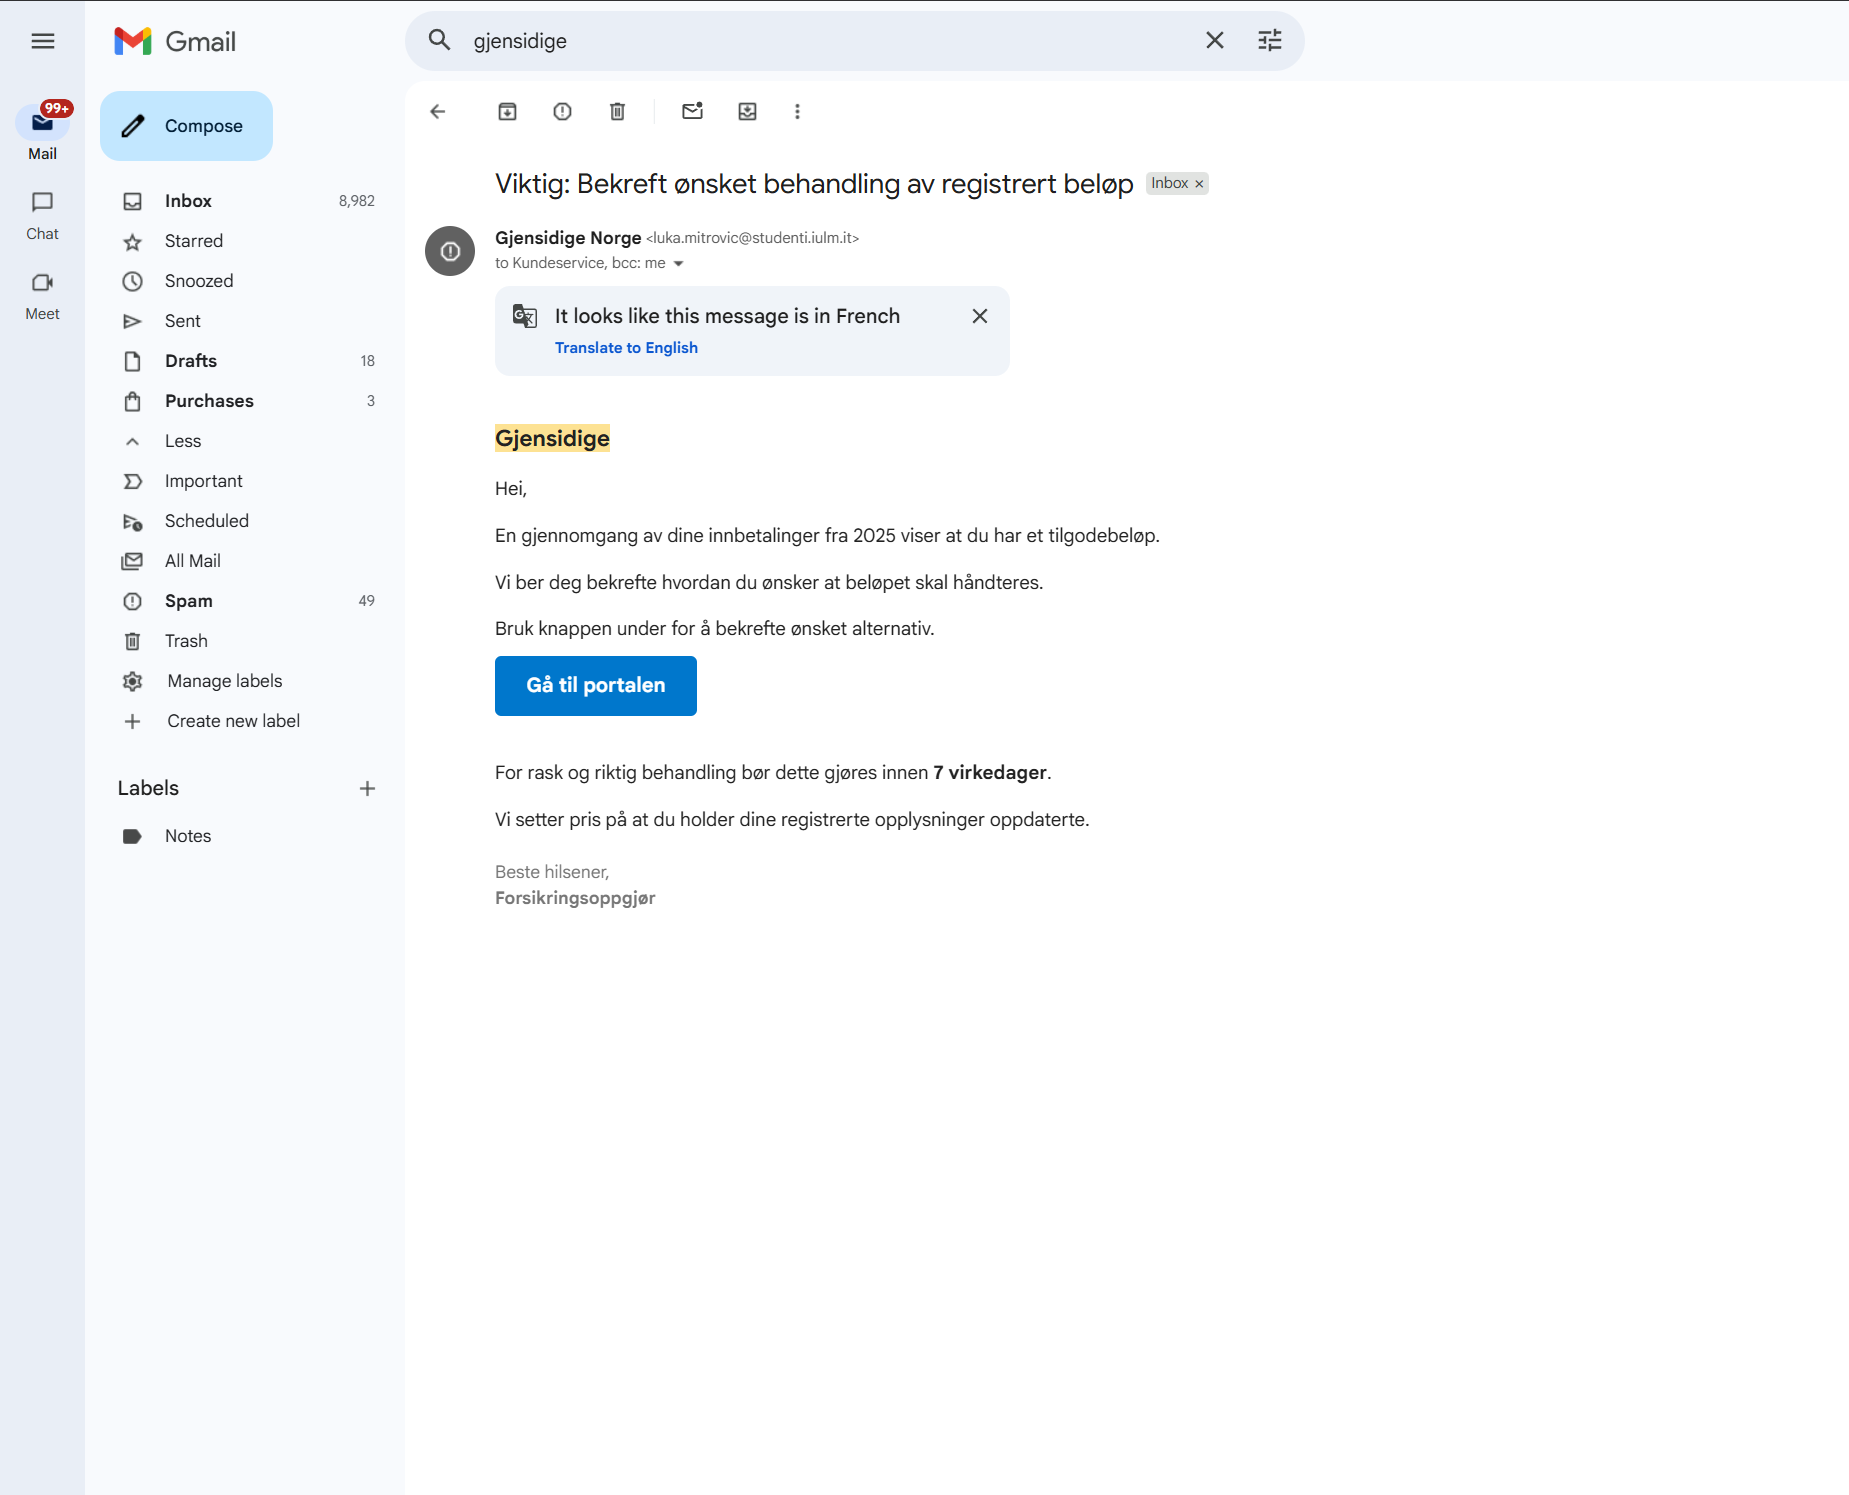 Gmail
gjensidige
99+
Mail
Chat
Meet
Compose
Inbox 8,982
Starred
Snoozed
Sent
Drafts 18
Purchases 3
Less
Important
Scheduled
All Mail
Spam 49
Trash
Manage labels
Create new label
Labels
Notes
Viktig: Bekreft ønsket behandling av registrert beløp Inbox ×
Gjensidige Norge <luka.mitrovic@studenti.iulm.it>
to Kundeservice, bcc: me
It looks like this message is in French
Translate to English
Gjensidige
Hei,
En gjennomgang av dine innbetalinger fra 2025 viser at du har et tilgodebeløp.
Vi ber deg bekrefte hvordan du ønsker at beløpet skal håndteres.
Bruk knappen under for å bekrefte ønsket alternativ.
Gå til portalen
For rask og riktig behandling bør dette gjøres innen 7 virkedager.
Vi setter pris på at du holder dine registrerte opplysninger oppdaterte.
Beste hilsener,
Forsikringsoppgjør